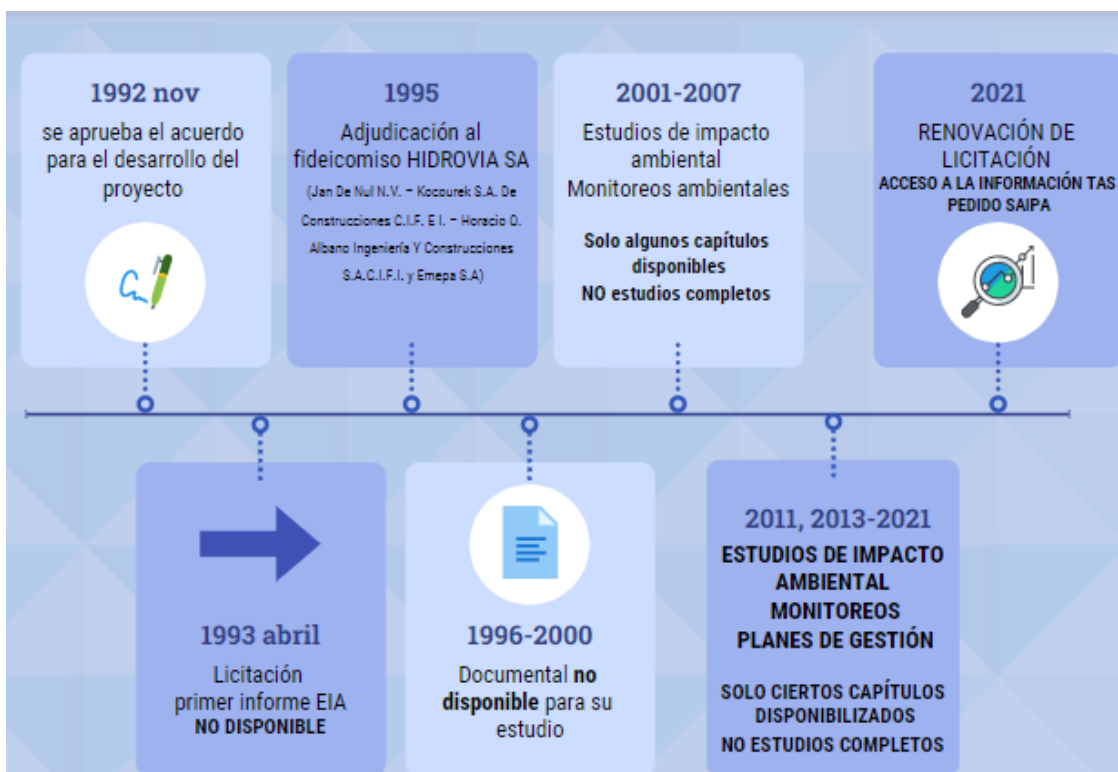 1992 nov
se aprueba el acuerdo
para el desarrollo del
proyecto
1993 abril
Licitación
primer informe EIA
NO DISPONIBLE
1995
Adjudicación al
fideicomiso HIDROVIA SA
(Jan De Nul N.V. – Kocourek S.A. De
Construcciones C.I.F. E I. – Horacio O.
Albano Ingeniería Y Construcciones
S.A.C.I.F.I. y Emepa S.A)
1996-2000
Documental no
disponible para su
estudio
2001-2007
Estudios de impacto
ambiental
Monitoreos ambientales
Solo algunos capítulos
disponibles
NO estudios completos
2011, 2013-2021
ESTUDIOS DE IMPACTO
AMBIENTAL
MONITOREOS
PLANES DE GESTIÓN
SOLO CIERTOS CAPÍTULOS
DISPONIBILIZADOS
NO ESTUDIOS COMPLETOS
2021
RENOVACIÓN DE
LICITACIÓN
ACCESO A LA INFORMACIÓN TAS
PEDIDO SAIPA